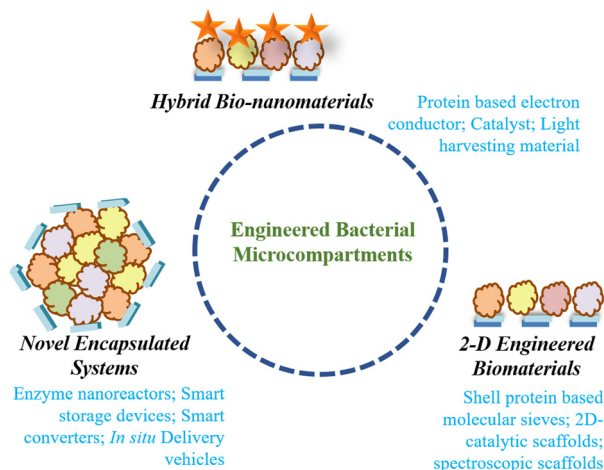 Hybrid Bio-nanomaterials
Protein based electron
conductor; Catalyst; Light
harvesting material
Engineered Bacterial
Microcompartments
Novel Encapsulated
Systems
Enzyme nanoreactors; Smart
storage devices; Smart
converters; In situ Delivery
vehicles
2-D Engineered
Biomaterials
Shell protein based
molecular sieves; 2D-
catalytic scaffolds;
spectroscopic scaffolds